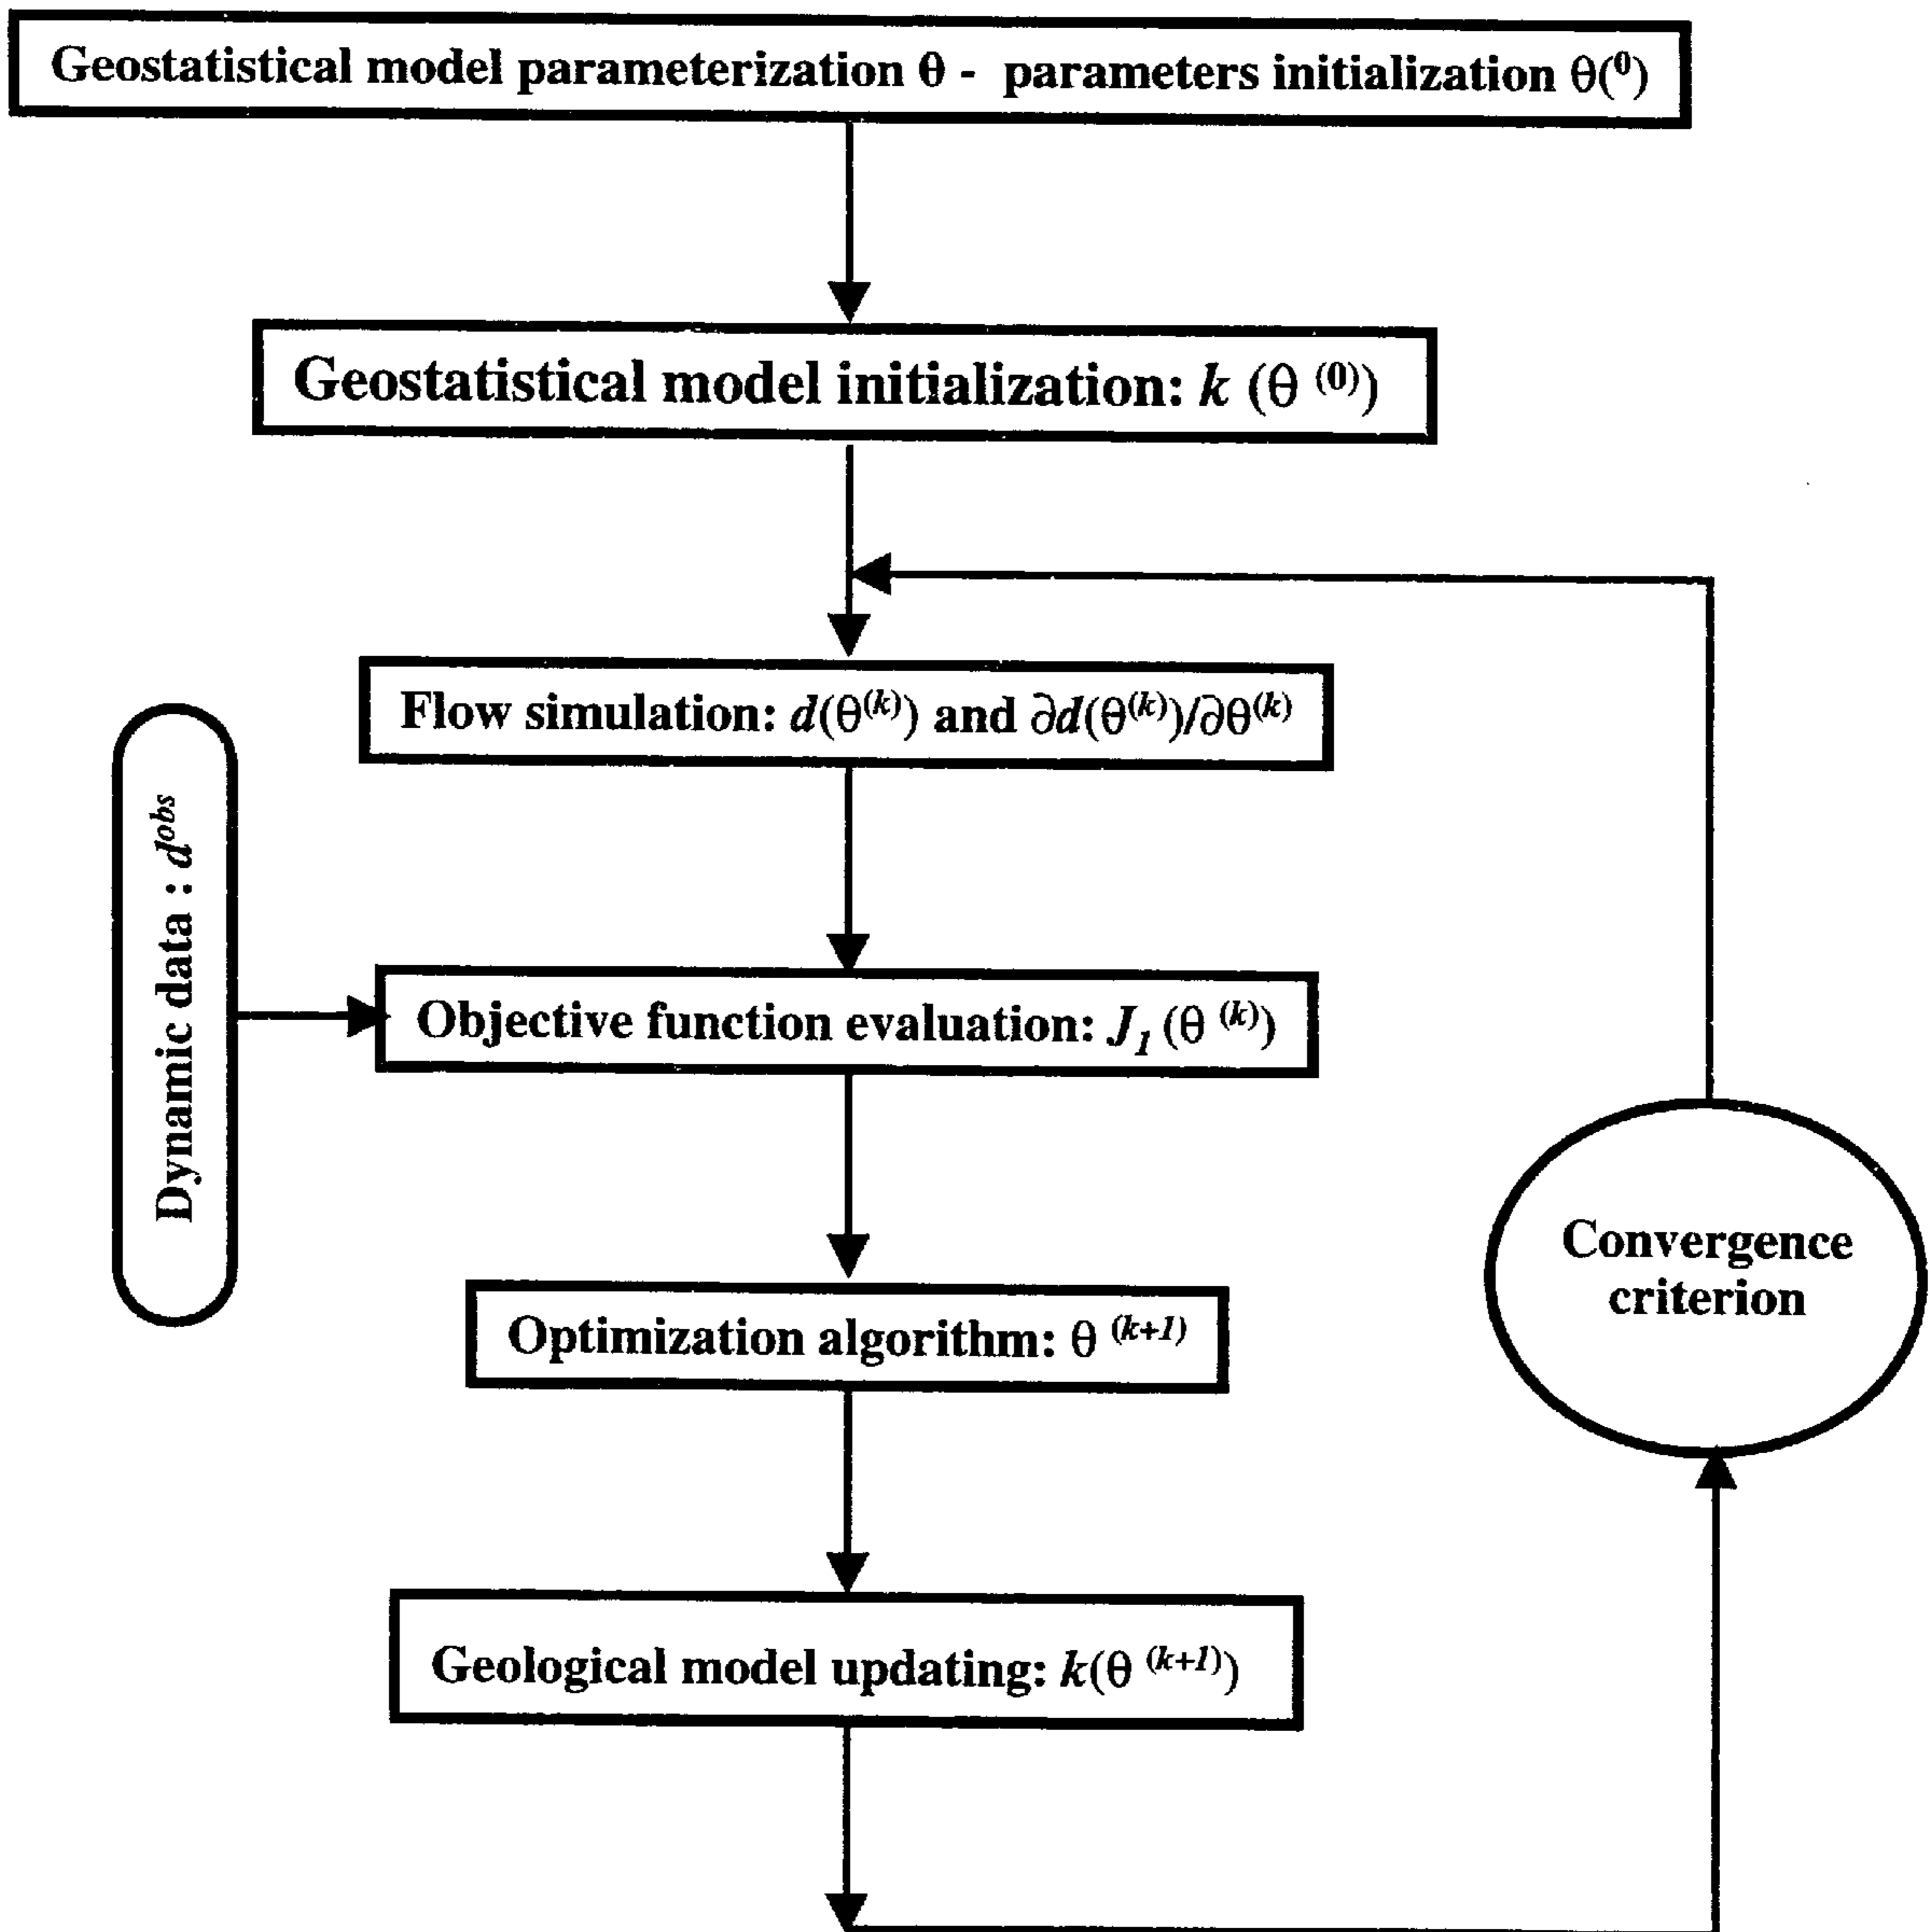 Geostatistical model parameterization θ - parameters initialization θ(⁰)
Geostatistical model initialization: k (θ ⁽⁰⁾)
Flow simulation: d(θ⁽ᵏ⁾) and ∂d(θ⁽ᵏ⁾)/∂θ⁽ᵏ⁾
Dynamic data : dᵒᵇˢ
Objective function evaluation: J₁ (θ ⁽ᵏ⁾)
Convergence
criterion
Optimization algorithm: θ ⁽ᵏ⁺¹⁾
Geological model updating: k(θ ⁽ᵏ⁺¹⁾)